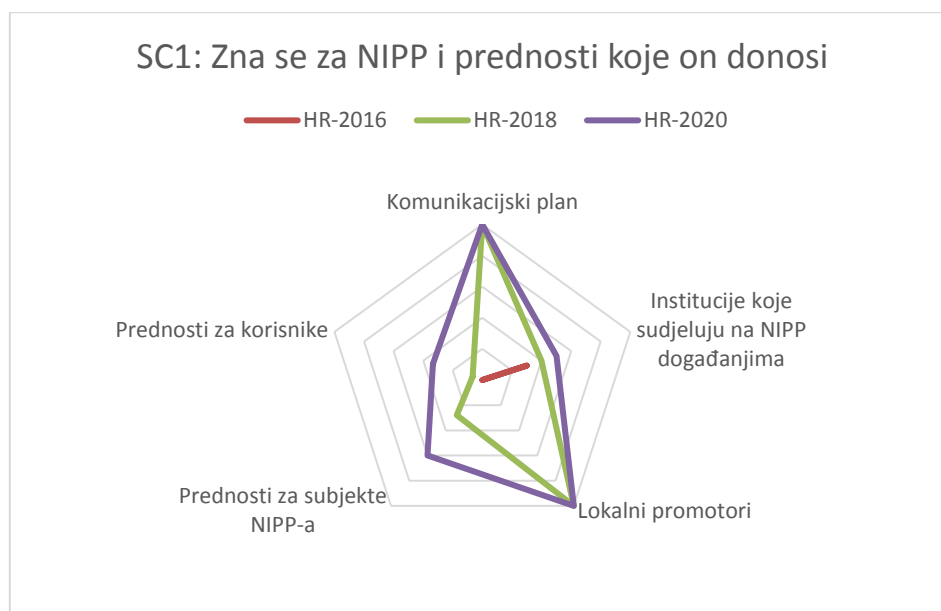 SC1: Zna se za NIPP i prednosti koje on donosi
HR-2016 HR-2018 HR-2020
Komunikacijski plan
Institucije koje
sudjeluju na NIPP
događanjima
Lokalni promotori
Prednosti za subjekte
NIPP-a
Prednosti za korisnike